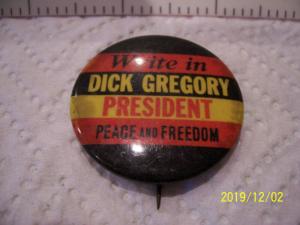 Write in
DICK GREGORY
PRESIDENT
PEACE AND FREEDOM
2019/12/02